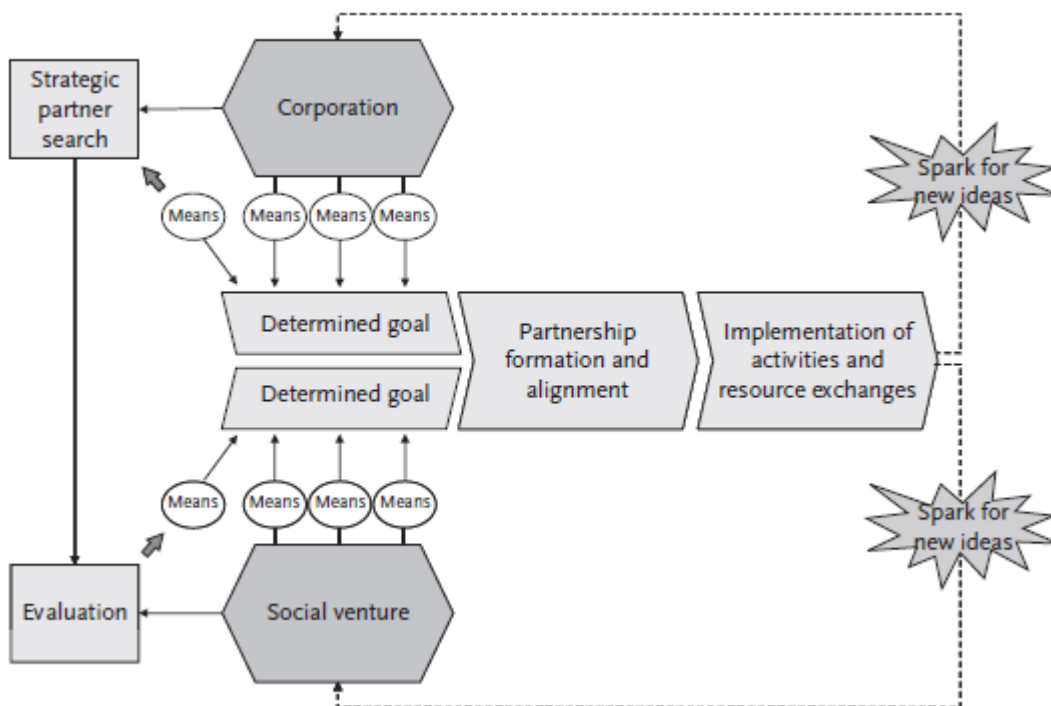 Strategic
partner
search
Corporation
Spark for
new ideas
Means
Means
Means
Means
Determined goal
Partnership
formation and
alignment
Implementation of
activities and
resource exchanges
Determined goal
Means
Means
Means
Means
Spark for
new ideas
Evaluation
Social venture